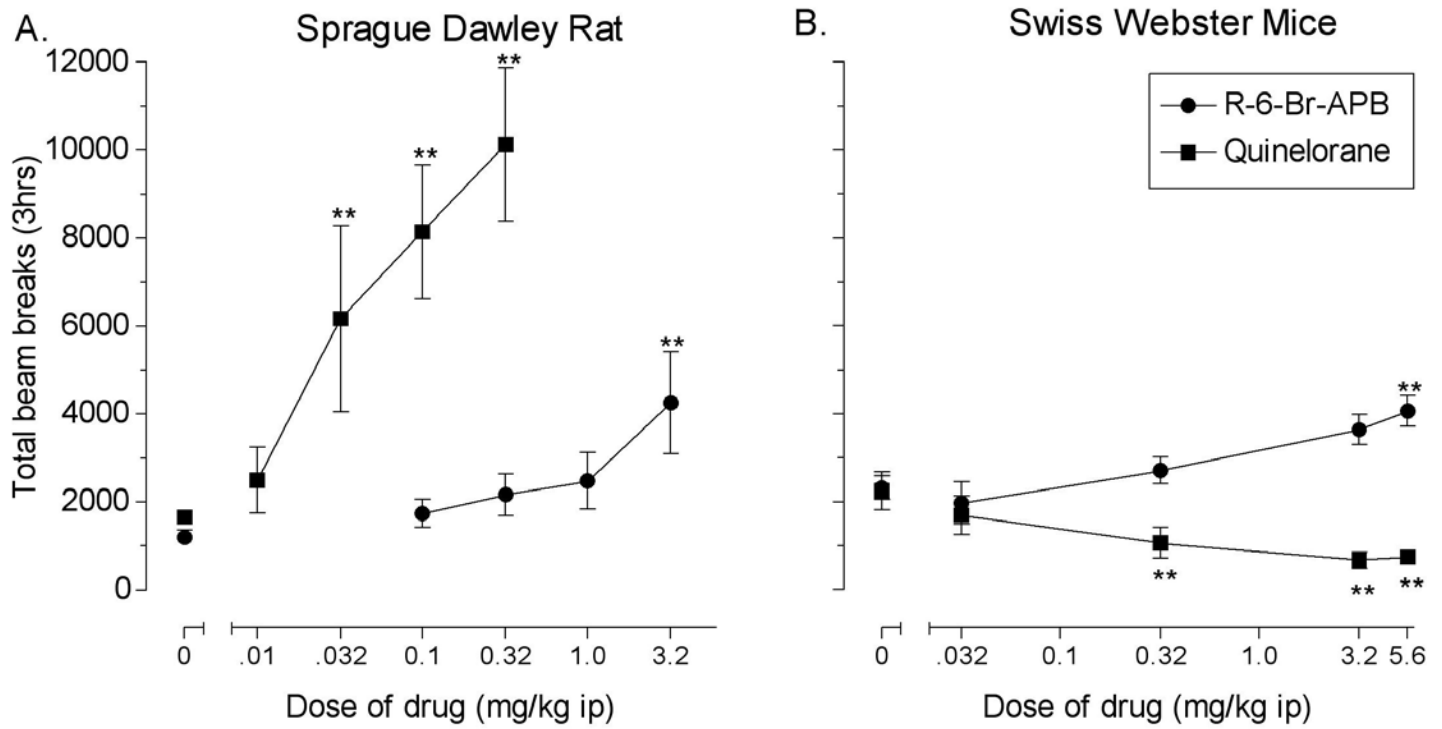 A.
Sprague Dawley Rat
B.
Swiss Webster Mice
12000
10000
8000
6000
4000
2000
0
Total beam breaks (3hrs)
**
**
**
**
R-6-Br-APB
Quinelorane
**
**
**
**
0 .01 .032 0.1 0.32 1.0 3.2
0 .032 0.1 0.32 1.0 3.2 5.6
Dose of drug (mg/kg ip)
Dose of drug (mg/kg ip)